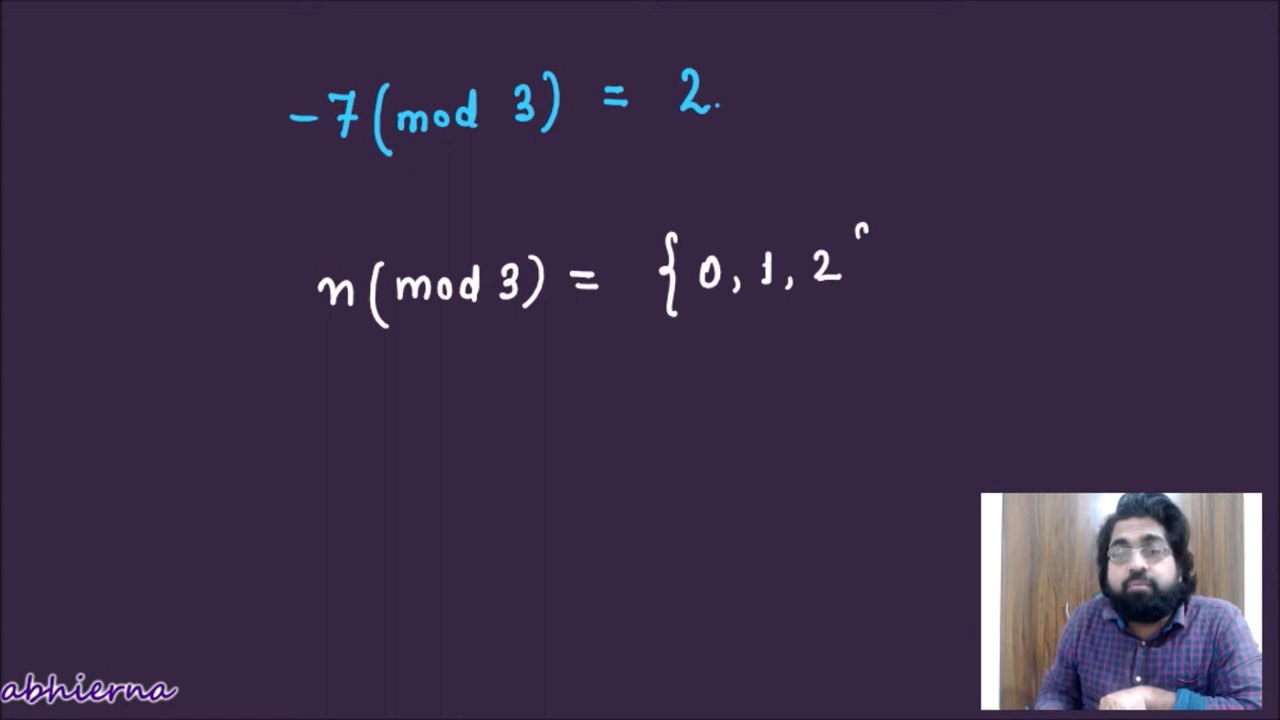 -7(mod 3) = 2.
n(mod 3) = { 0, 1, 2
abhierna